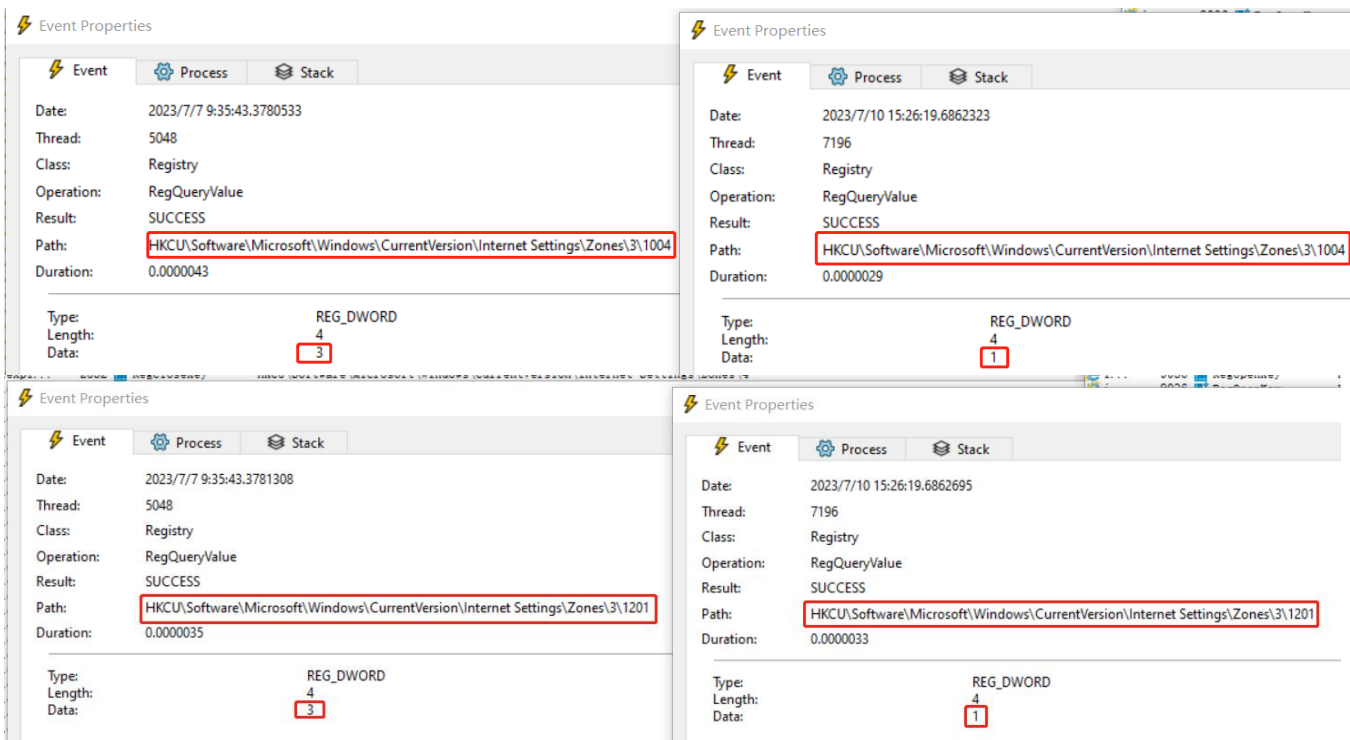 Event Properties
Event Process Stack
Date: 2023/7/7 9:35:43.3780533
Thread: 5048
Class: Registry
Operation: RegQueryValue
Result: SUCCESS
Path: HKCU\Software\Microsoft\Windows\CurrentVersion\Internet Settings\Zones\3\1004
Duration: 0.0000043
Type: REG_DWORD
Length: 4
Data: 3
Event Properties
Event Process Stack
Date: 2023/7/10 15:26:19.6862323
Thread: 7196
Class: Registry
Operation: RegQueryValue
Result: SUCCESS
Path: HKCU\Software\Microsoft\Windows\CurrentVersion\Internet Settings\Zones\3\1004
Duration: 0.0000029
Type: REG_DWORD
Length: 4
Data: 1
Event Properties
Event Process Stack
Date: 2023/7/7 9:35:43.3781308
Thread: 5048
Class: Registry
Operation: RegQueryValue
Result: SUCCESS
Path: HKCU\Software\Microsoft\Windows\CurrentVersion\Internet Settings\Zones\3\1201
Duration: 0.0000035
Type: REG_DWORD
Length: 4
Data: 3
Event Properties
Event Process Stack
Date: 2023/7/10 15:26:19.6862695
Thread: 7196
Class: Registry
Operation: RegQueryValue
Result: SUCCESS
Path: HKCU\Software\Microsoft\Windows\CurrentVersion\Internet Settings\Zones\3\1201
Duration: 0.0000033
Type: REG_DWORD
Length: 4
Data: 1